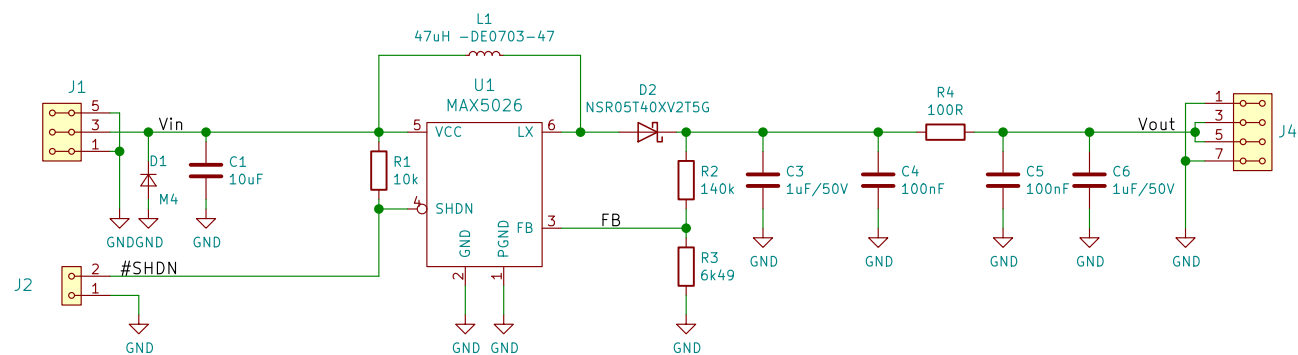 L1
47uH -DE0703-47
J1
5
3
1
Vin
D1
M4
C1
10uF
GND
GND
GND
R1
10k
U1
MAX5026
5
VCC
LX
6
4
SHDN
FB
3
GND
PGND
2
1
GND
GND
D2
NSR05T40XV2T5G
FB
R2
140k
R3
6k49
GND
C3
1uF/50V
GND
C4
100nF
GND
R4
100R
C5
100nF
GND
C6
1uF/50V
GND
Vout
1
3
5
7
J4
GND
J2
2
1
#SHDN
GND